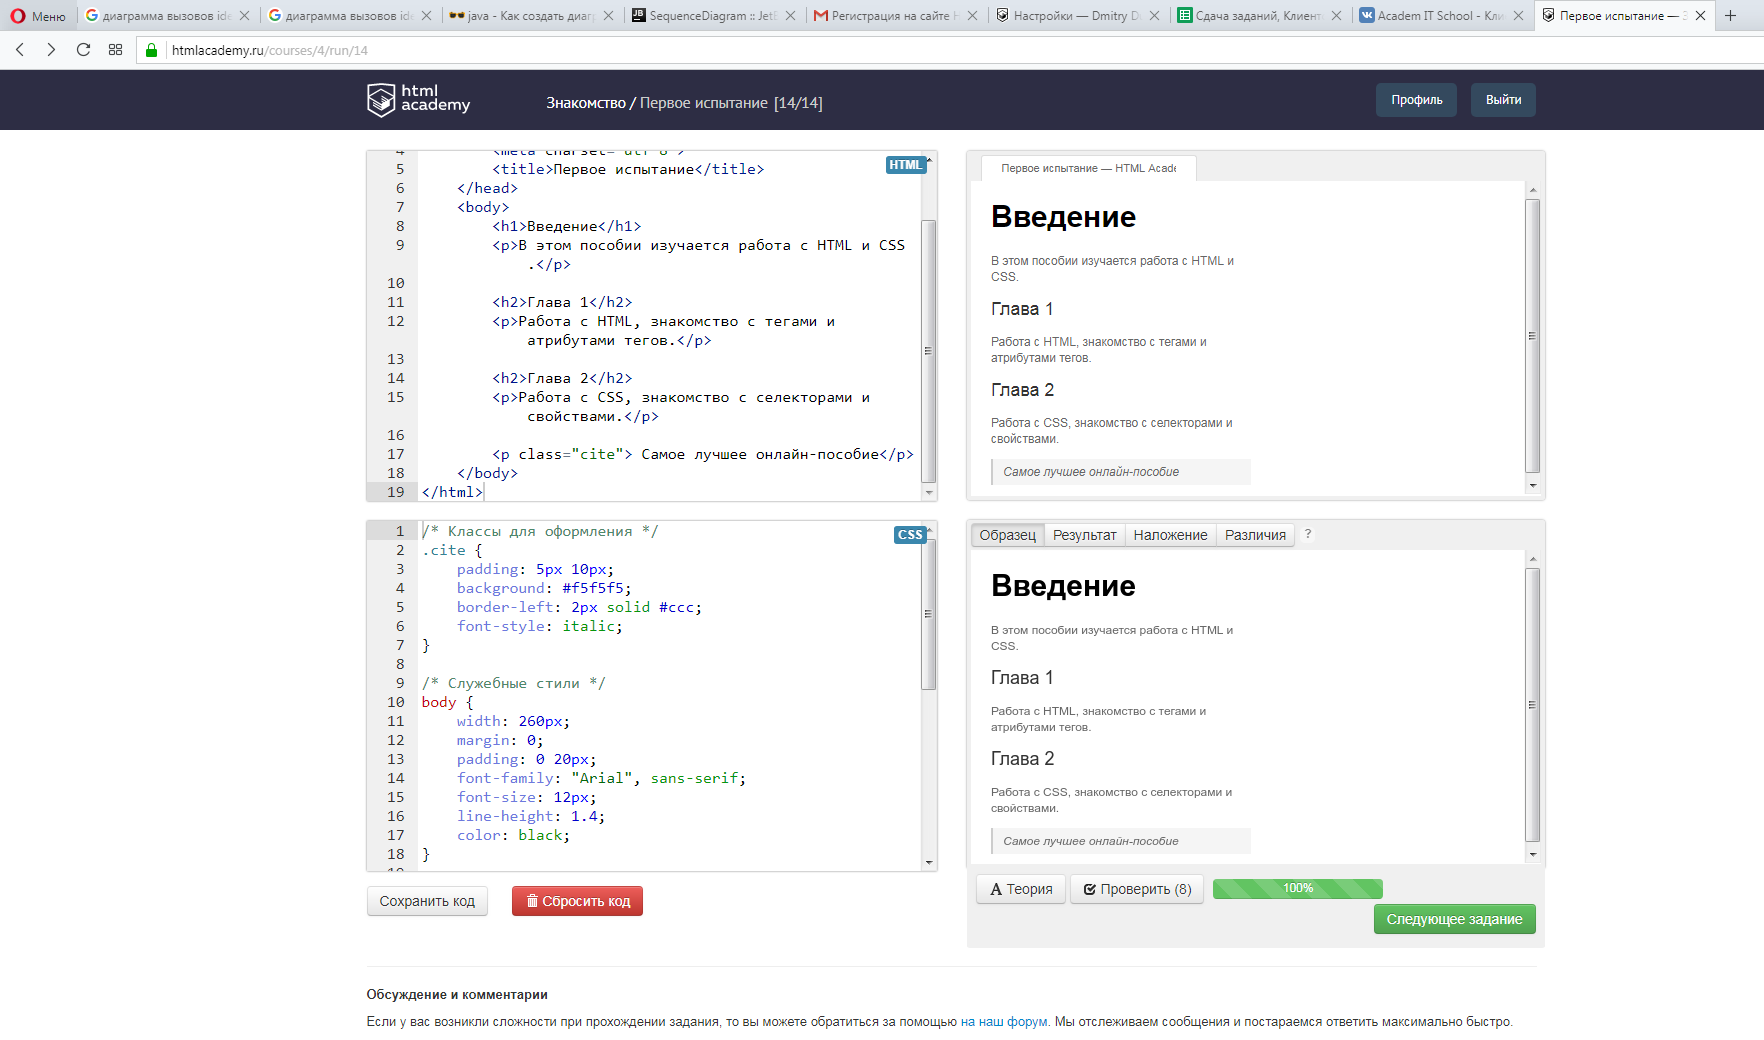 Меню
диаграмма вызовов ide
диаграмма вызовов ide
java - Как создать диагр
SequenceDiagram :: JetB
Регистрация на сайте H
Настройки — Dmitry D
Сдача заданий, Клиент
Academ IT School - Кли
Первое испытание — 
htmlacademy.ru/courses/4/run/14
html
academy
Знакомство / Первое испытание [14/14]
Профиль
Выйти
HTML
4 <meta charset="utf-8">
5 <title>Первое испытание</title>
6 </head>
7 <body>
8 <h1>Введение</h1>
9 <p>В этом пособии изучается работа с HTML и CSS
.</p>
10
11 <h2>Глава 1</h2>
12 <p>Работа с HTML, знакомство с тегами и
атрибутами тегов.</p>
13
14 <h2>Глава 2</h2>
15 <p>Работа с CSS, знакомство с селекторами и
свойствами.</p>
16
17 <p class="cite"> Самое лучшее онлайн-пособие</p>
18 </body>
19 </html>
Первое испытание — HTML Acade
Введение
В этом пособии изучается работа с HTML и
CSS.
Глава 1
Работа с HTML, знакомство с тегами и
атрибутами тегов.
Глава 2
Работа с CSS, знакомство с селекторами и
свойствами.
Самое лучшее онлайн-пособие
CSS
1 /* Классы для оформления */
2 .cite {
3 padding: 5px 10px;
4 background: #f5f5f5;
5 border-left: 2px solid #ccc;
6 font-style: italic;
7 }
8
9 /* Служебные стили */
10 body {
11 width: 260px;
12 margin: 0;
13 padding: 0 20px;
14 font-family: "Arial", sans-serif;
15 font-size: 12px;
16 line-height: 1.4;
17 color: black;
18 }
Образец Результат Наложение Различия ?
Введение
В этом пособии изучается работа с HTML и
CSS.
Глава 1
Работа с HTML, знакомство с тегами и
атрибутами тегов.
Глава 2
Работа с CSS, знакомство с селекторами и
свойствами.
Самое лучшее онлайн-пособие
Сохранить код
Сбросить код
A Теория
Проверить (8)
100%
Следующее задание
Обсуждение и комментарии
Если у вас возникли сложности при прохождении задания, то вы можете обратиться за помощью на наш форум. Мы отслеживаем сообщения и постараемся ответить максимально быстро.